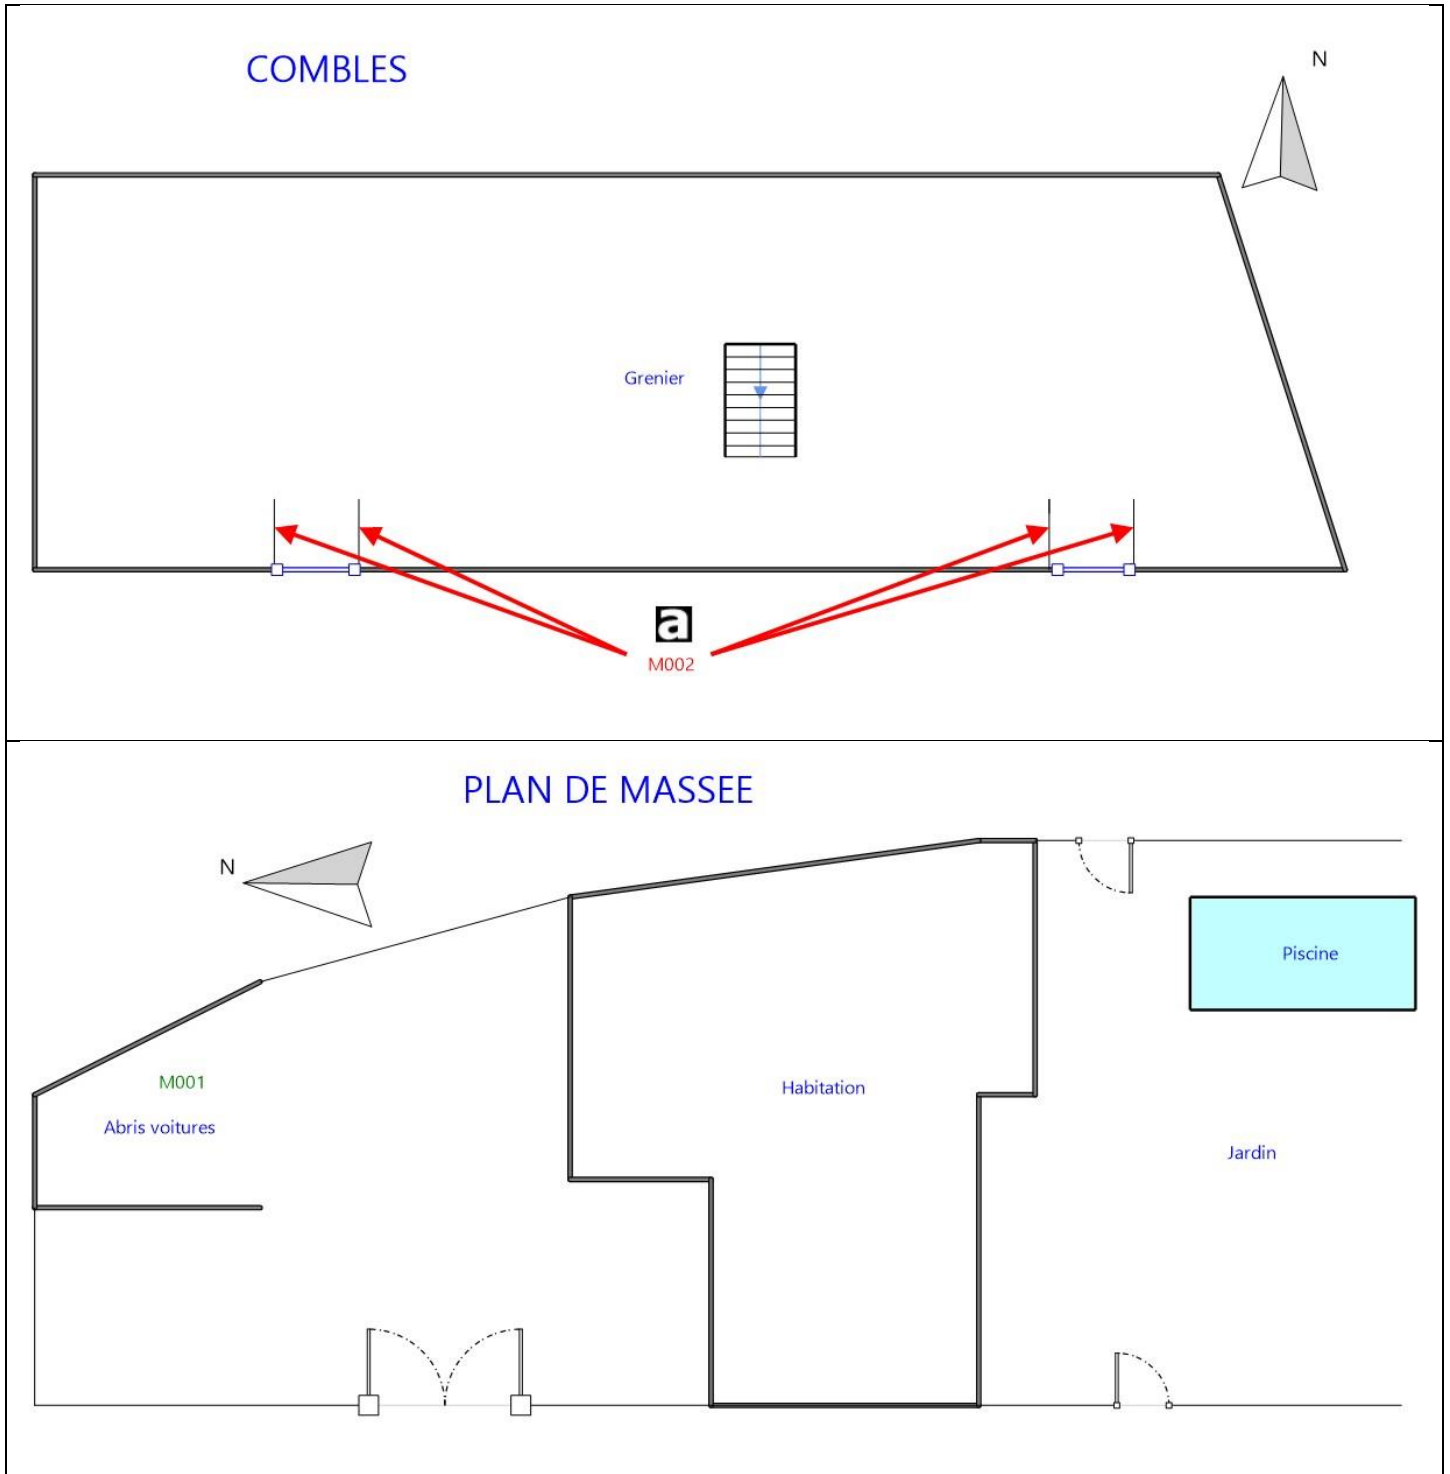 COMBLES
N
Grenier
a
M002
PLAN DE MASSEE
N
Piscine
M001
Habitation
Abris voitures
Jardin